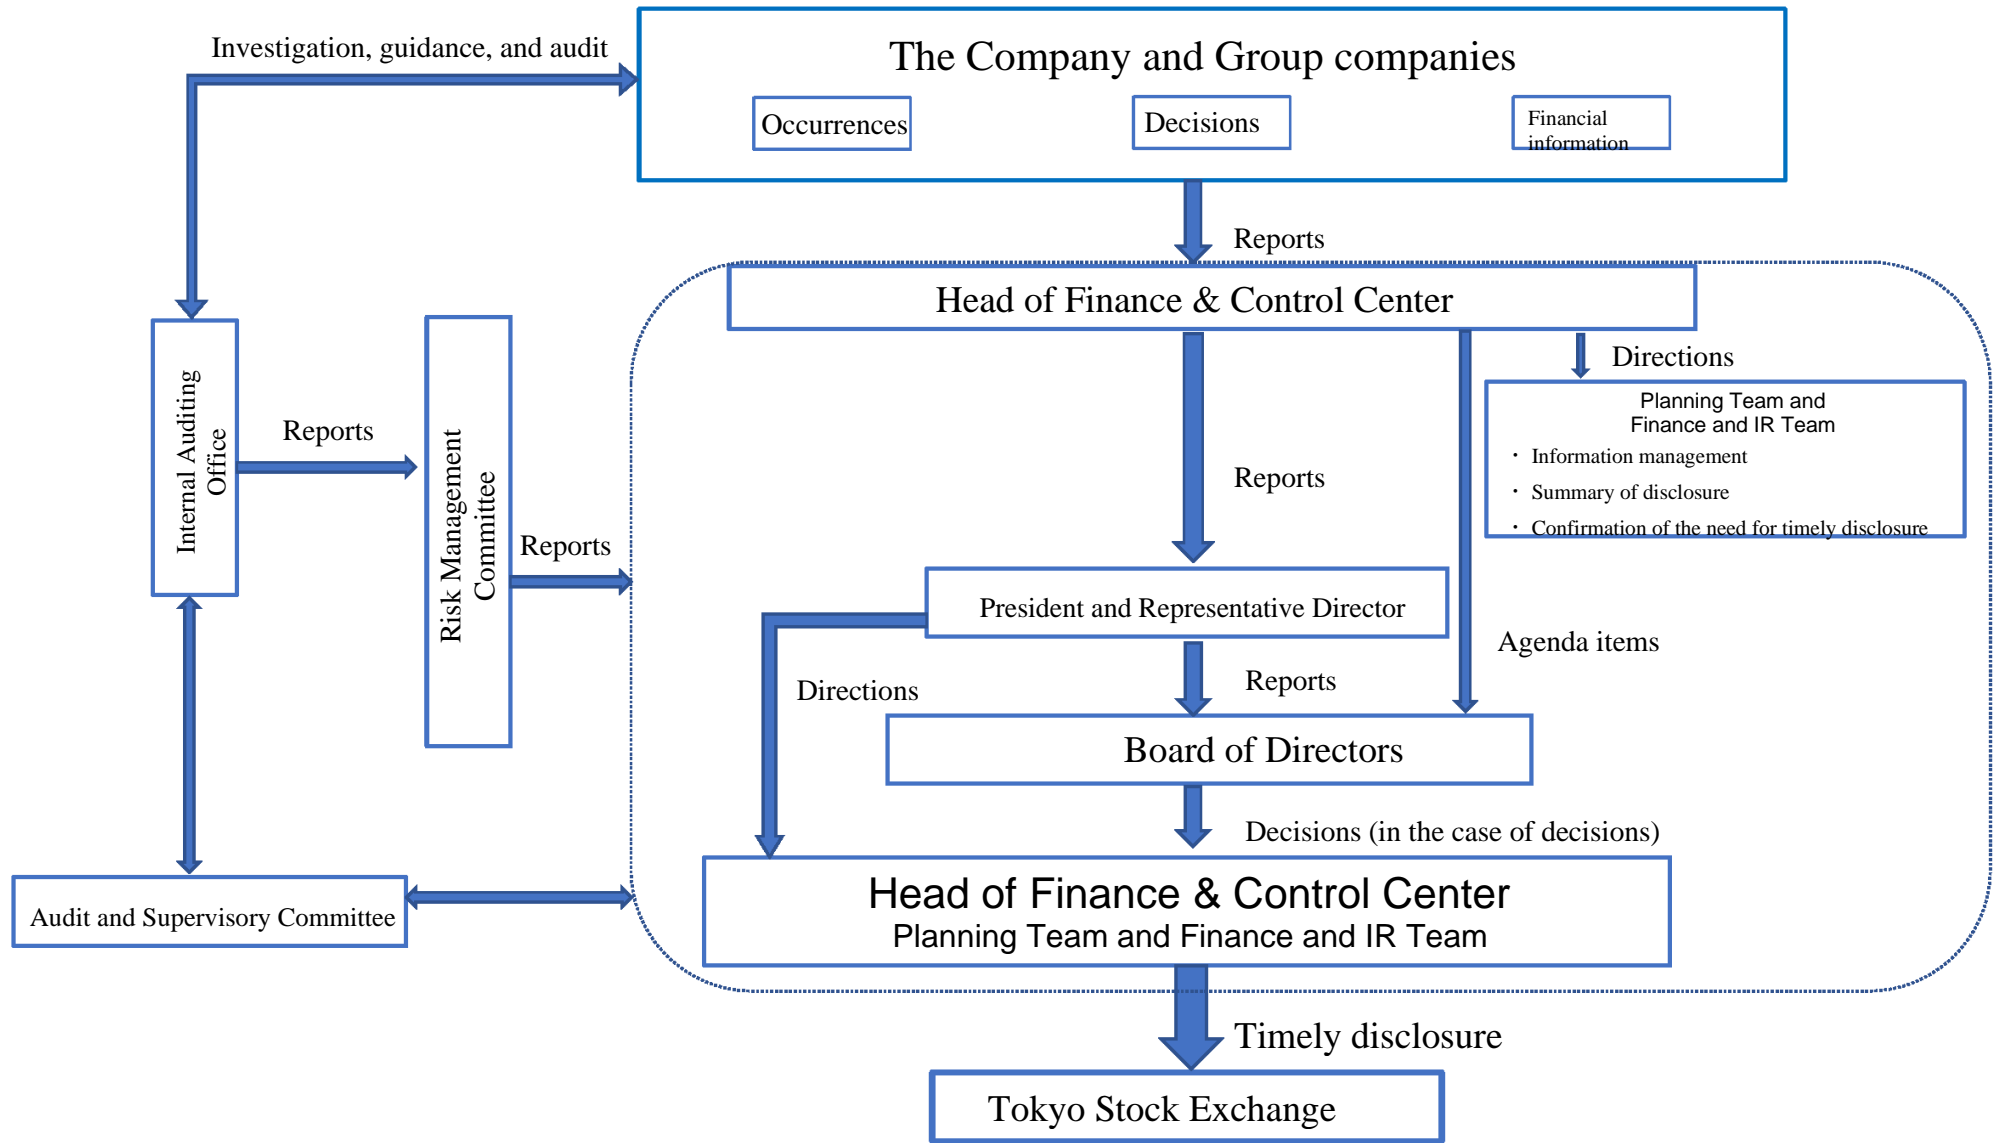 Investigation, guidance, and audit
The Company and Group companies
Occurrences
Decisions
Financial
information
Reports
Head of Finance & Control Center
Directions
Planning Team and
Finance and IR Team
・ Information management
・ Summary of disclosure
・ Confirmation of the need for timely disclosure
Internal Auditing
Office
Reports
Risk Management
Committee
Reports
Reports
President and Representative Director
Agenda items
Directions
Reports
Board of Directors
Decisions (in the case of decisions)
Audit and Supervisory Committee
Head of Finance & Control Center
Planning Team and Finance and IR Team
Timely disclosure
Tokyo Stock Exchange